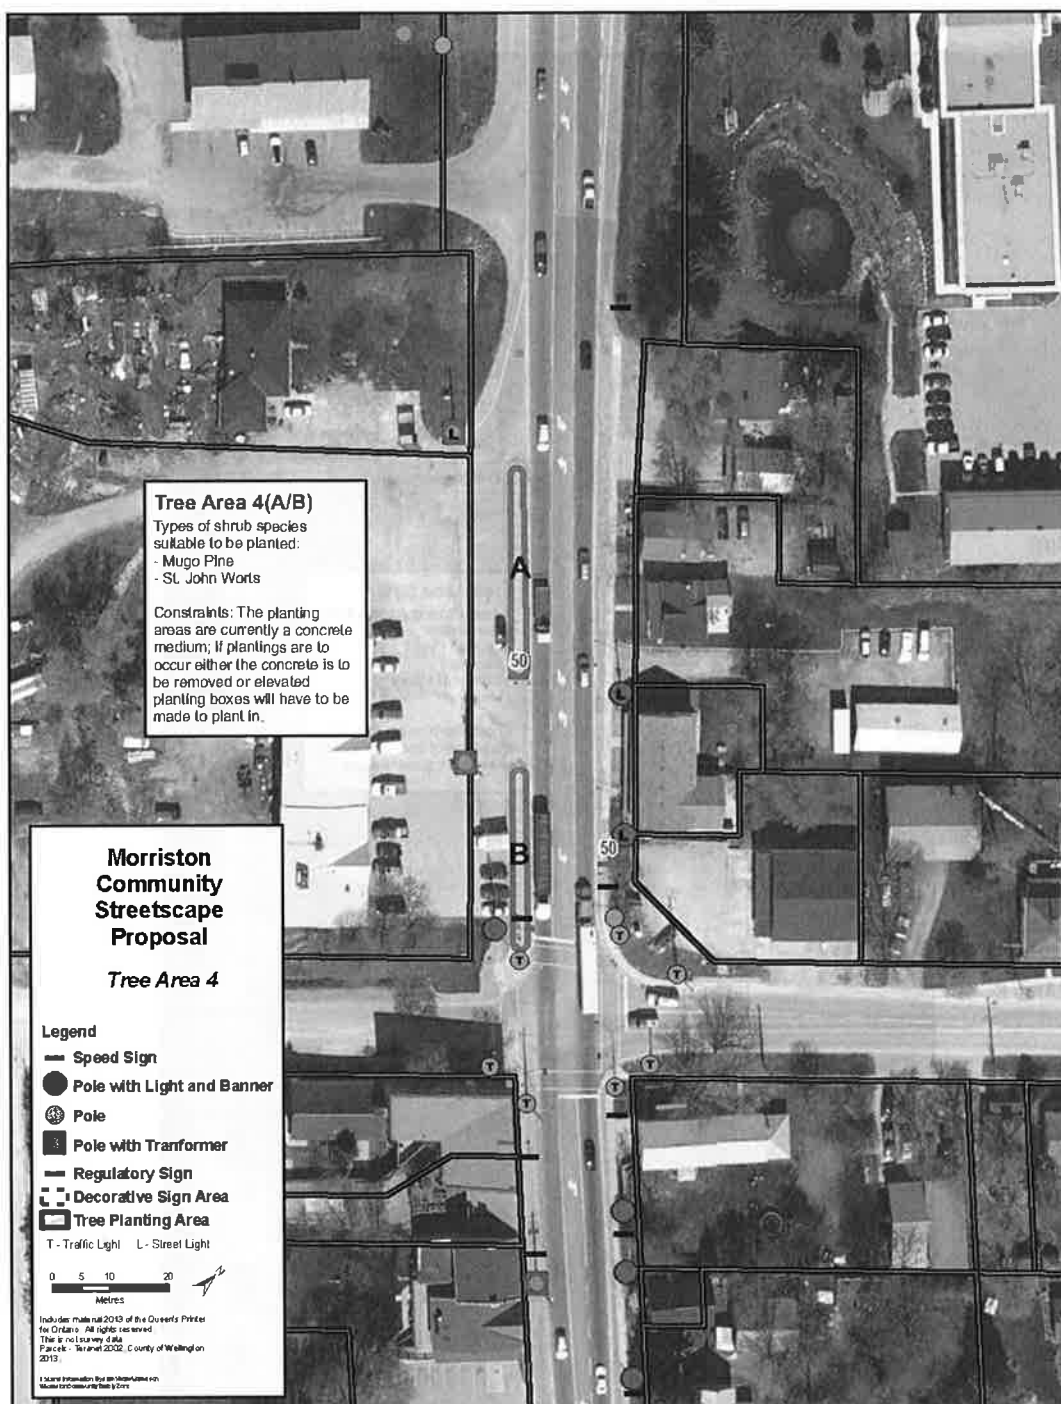 Tree Area 4(A/B)
Types of shrub species
suitable to be planted:
- Mugo Pine
- St. John Worts
Constraints: The planting
areas are currently a concrete
medium; If plantings are to
occur either the concrete is to
be removed or elevated
planting boxes will have to be
made to plant in.
L
A
50
L
L
50
B
T
T
T
T
T
T
T
Morriston
Community
Streetscape
Proposal
Tree Area 4
Legend
Speed Sign
Pole with Light and Banner
Pole
Pole with Tranformer
Regulatory Sign
Decorative Sign Area
Tree Planting Area
T - Traffic Light L - Street Light
0 5 10 20
Metres
Z
Includes material 2013 of the Queen's Printer
for Ontario. All rights reserved.
This is not survey data
Parcels - Teranet 2002, County of Wellington
2013.